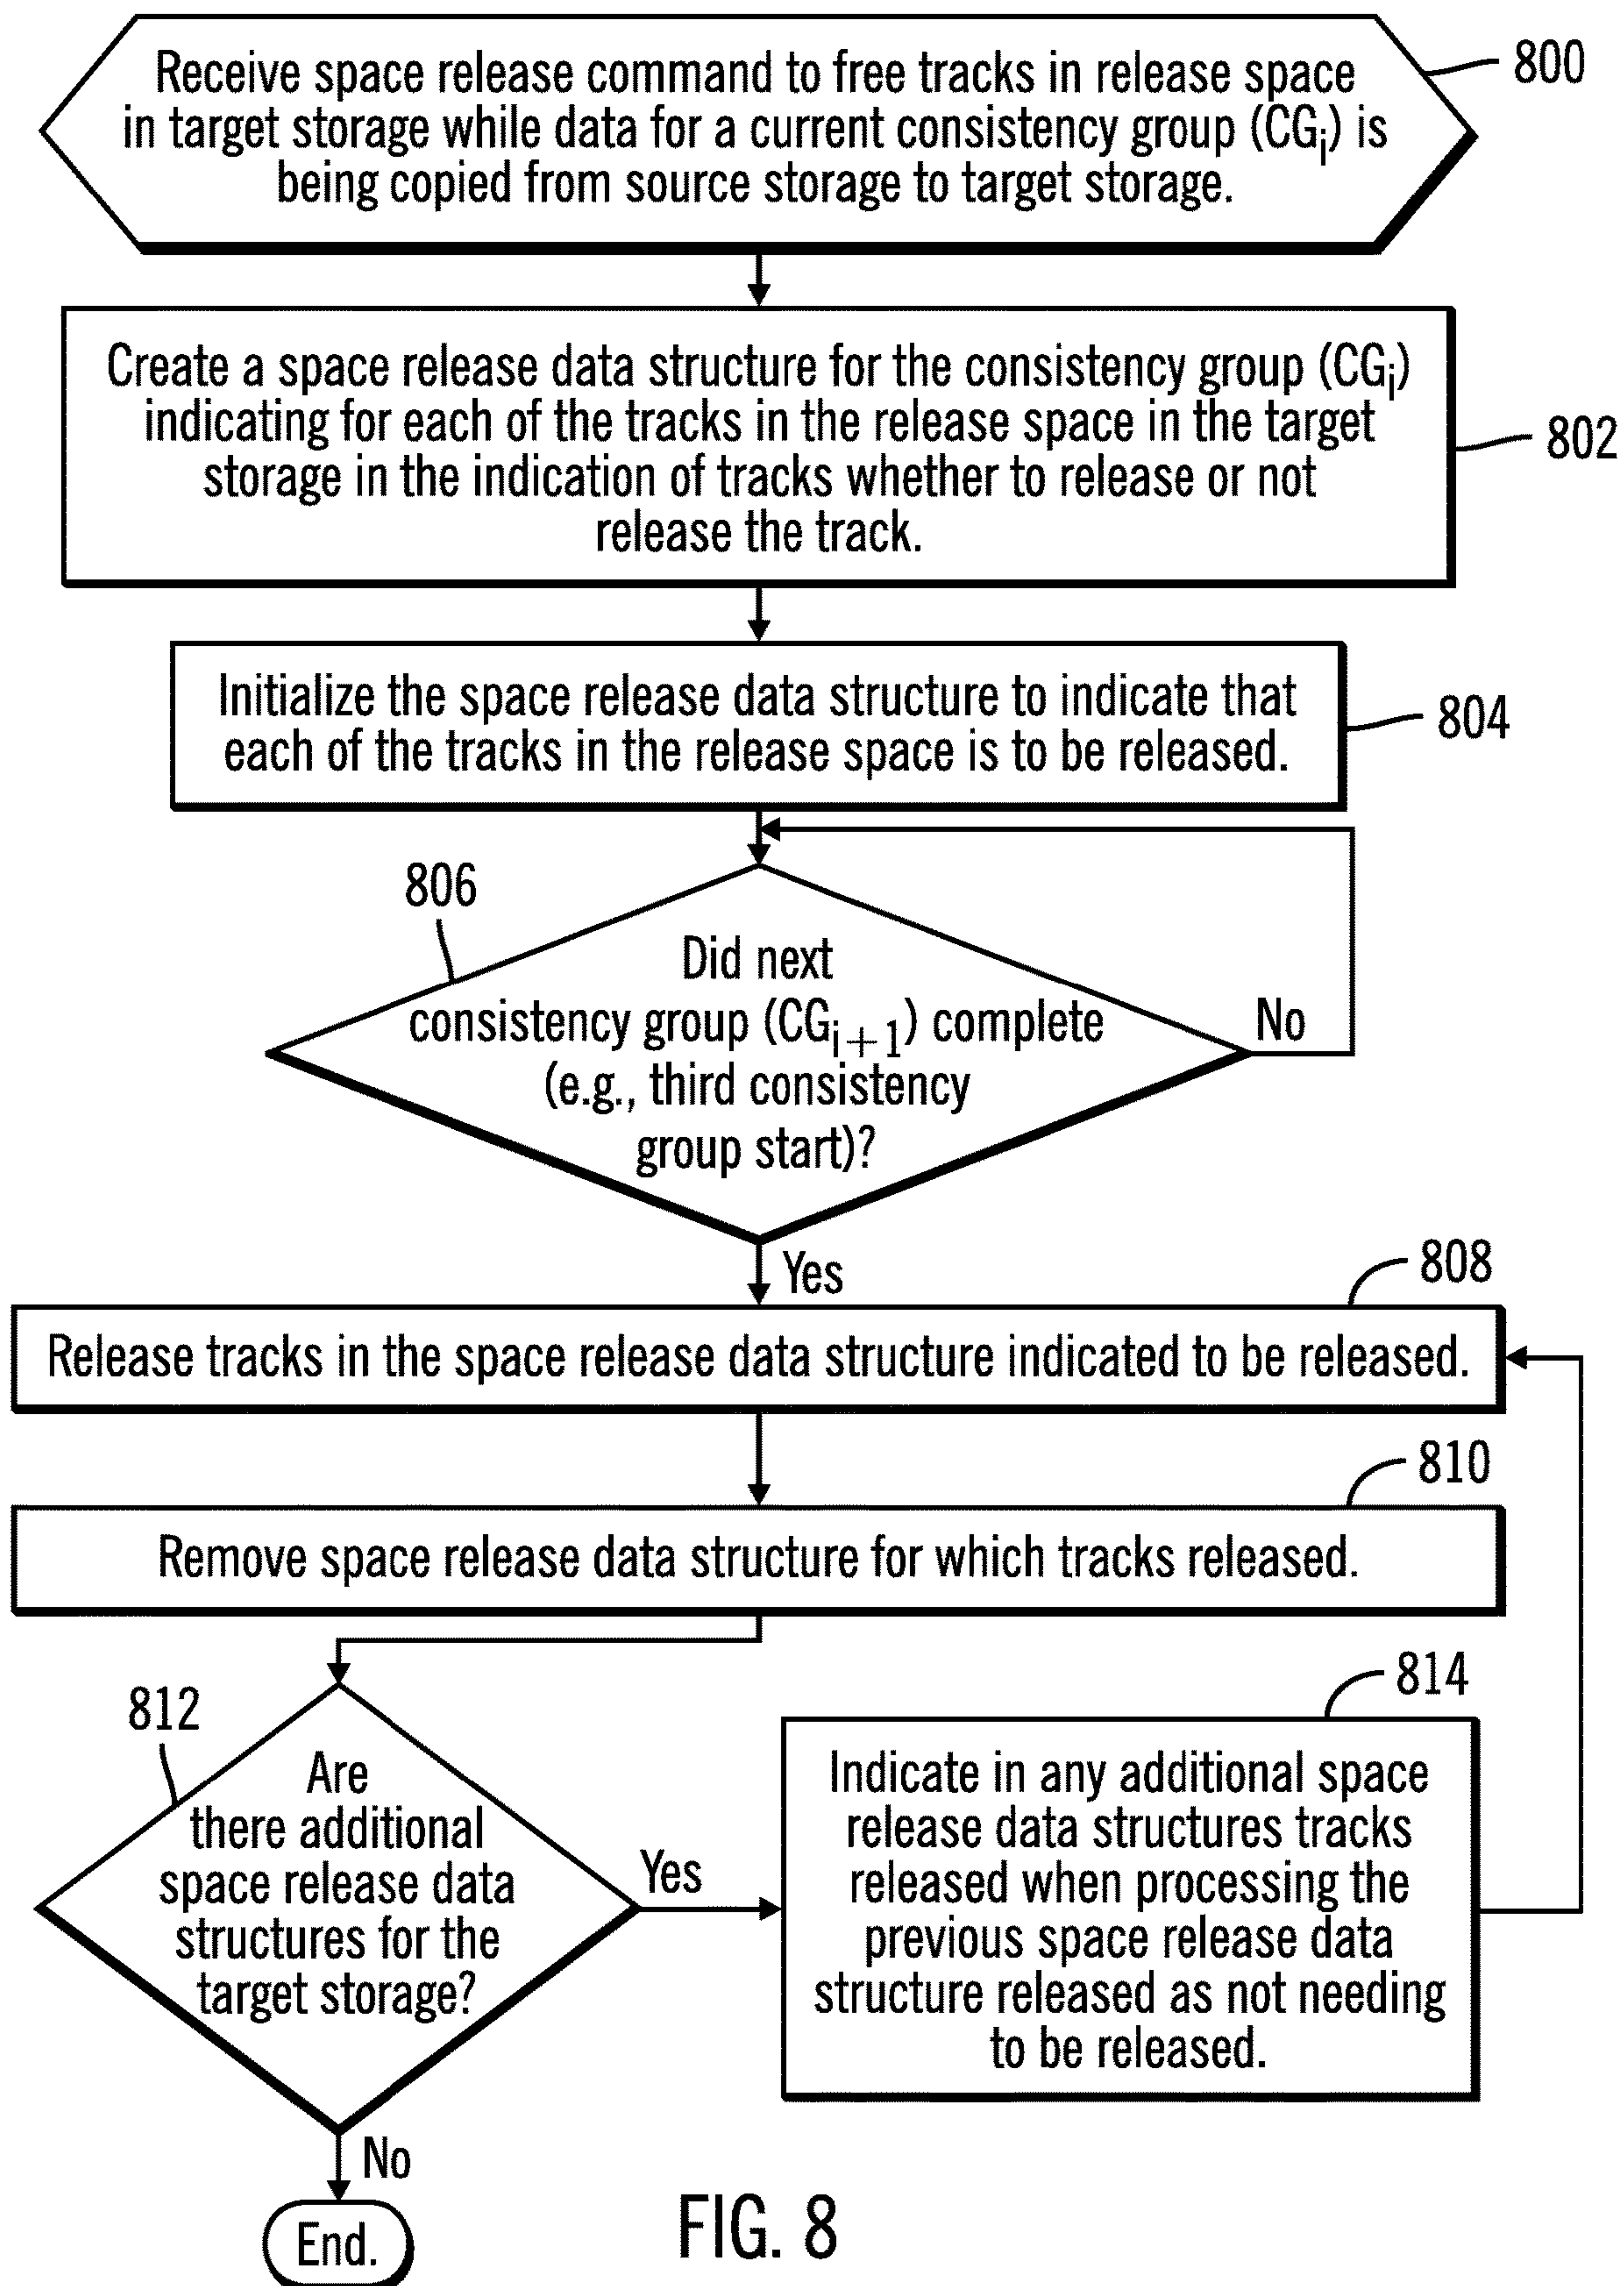 Receive space release command to free tracks in release space
in target storage while data for a current consistency group (CGi) is
being copied from source storage to target storage.
800
Create a space release data structure for the consistency group (CGi)
indicating for each of the tracks in the release space in the target
storage in the indication of tracks whether to release or not
release the track.
802
Initialize the space release data structure to indicate that
each of the tracks in the release space is to be released.
804
806
Did next
consistency group (CGi+1) complete
(e.g., third consistency
group start)?
No
Yes
808
Release tracks in the space release data structure indicated to be released.
810
Remove space release data structure for which tracks released.
812
Are
there additional
space release data
structures for the
target storage?
Yes
814
Indicate in any additional space
release data structures tracks
released when processing the
previous space release data
structure released as not needing
to be released.
No
End.
FIG. 8